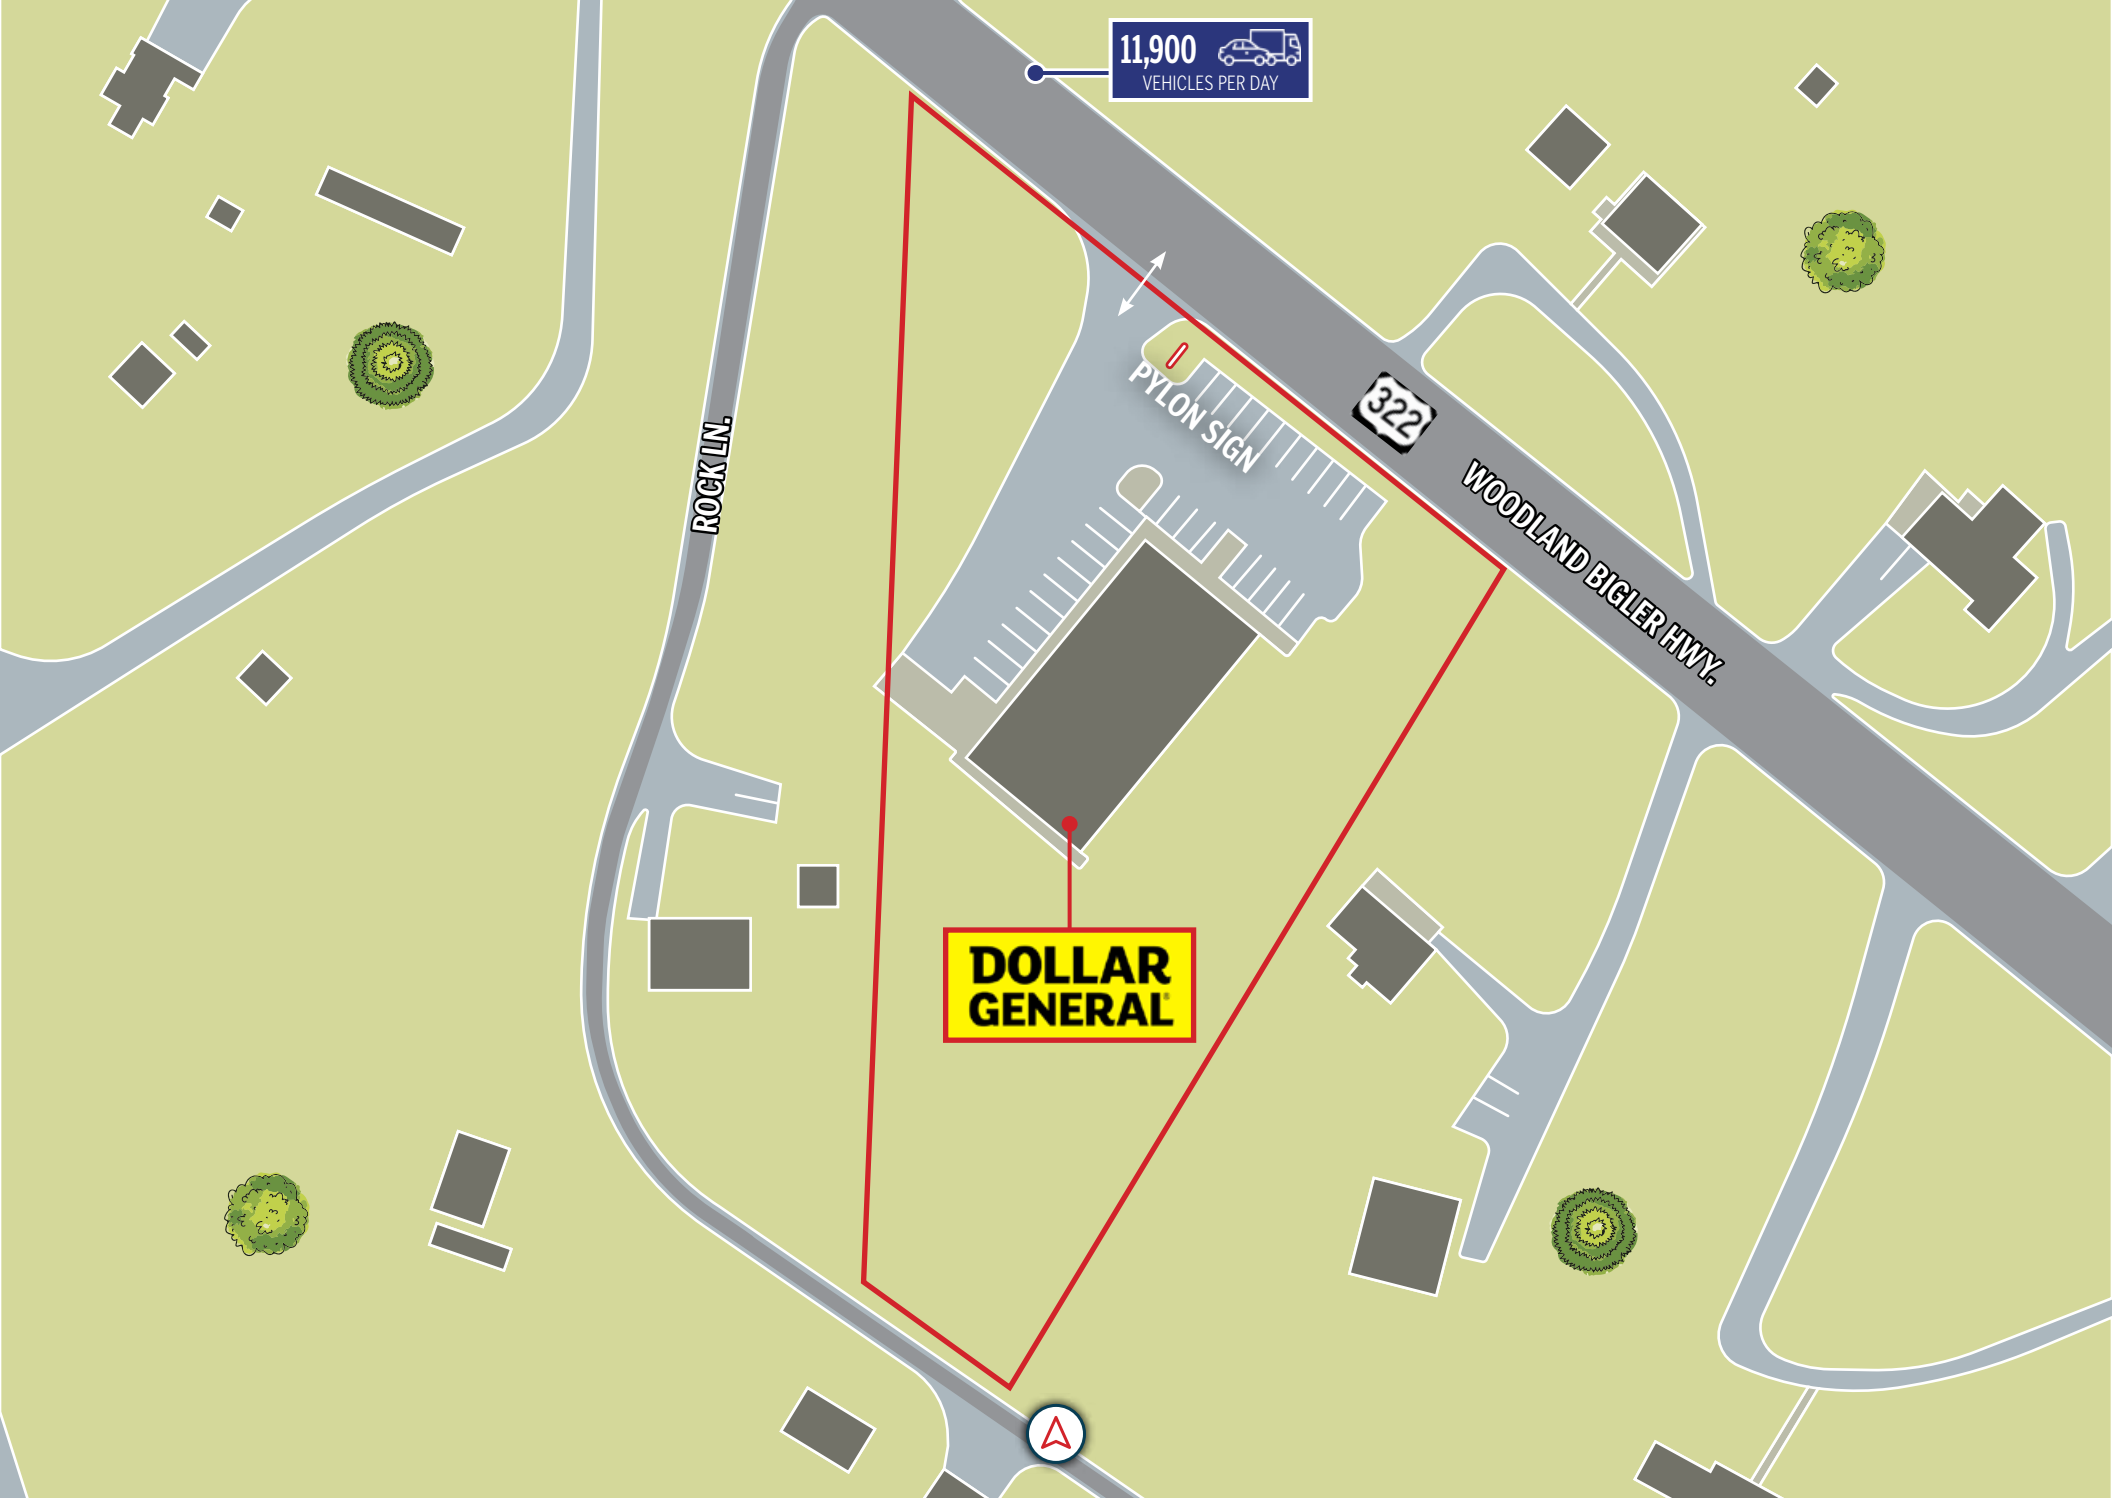 11,900
VEHICLES PER DAY
322
PYLON SIGN
ROCK LN.
WOODLAND BIGLER HWY.
DOLLAR
GENERAL